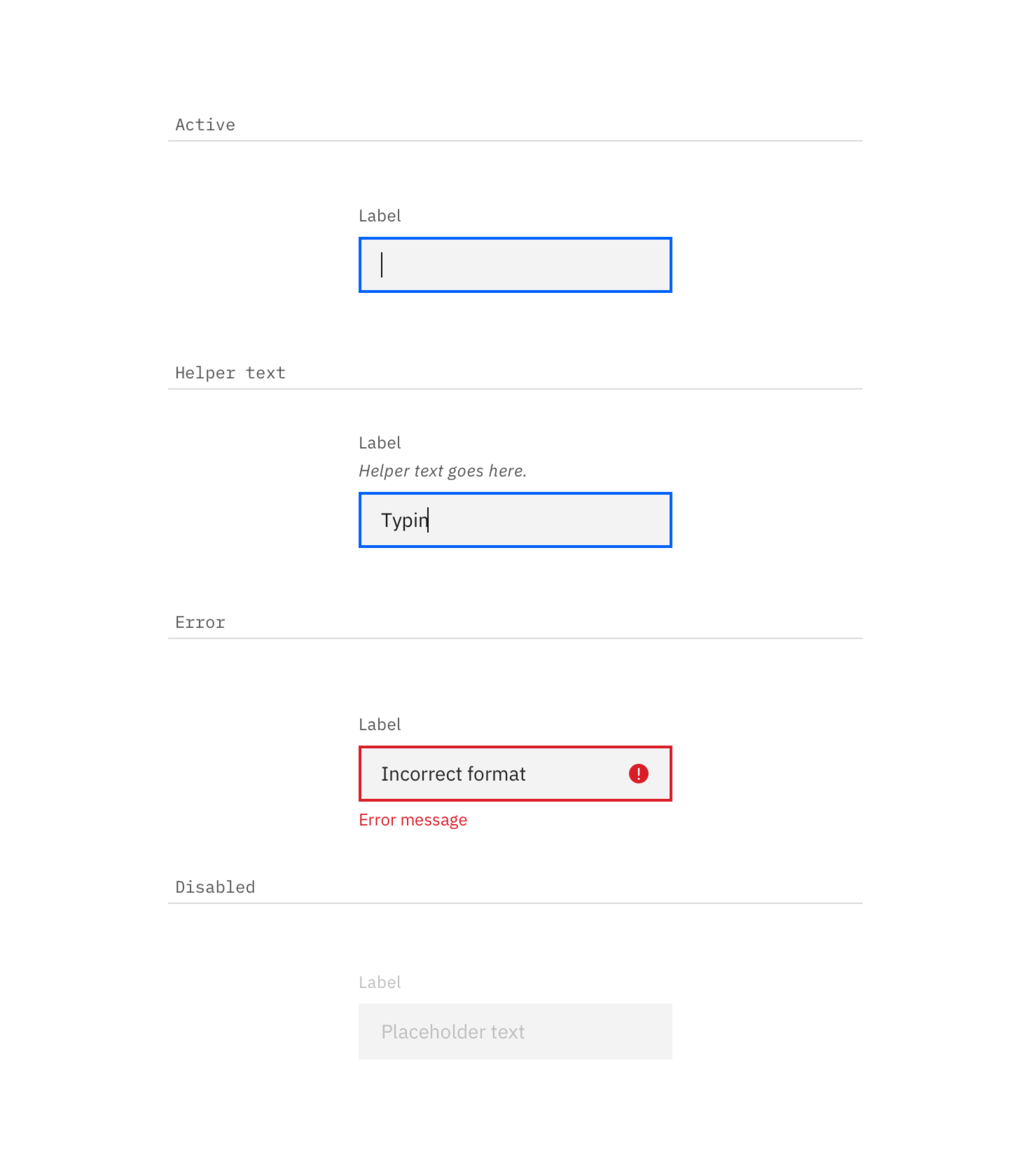 Active
Label
Helper text
Label
Helper text goes here.
Typin
Error
Label
Incorrect format
Error message
Disabled
Label
Placeholder text